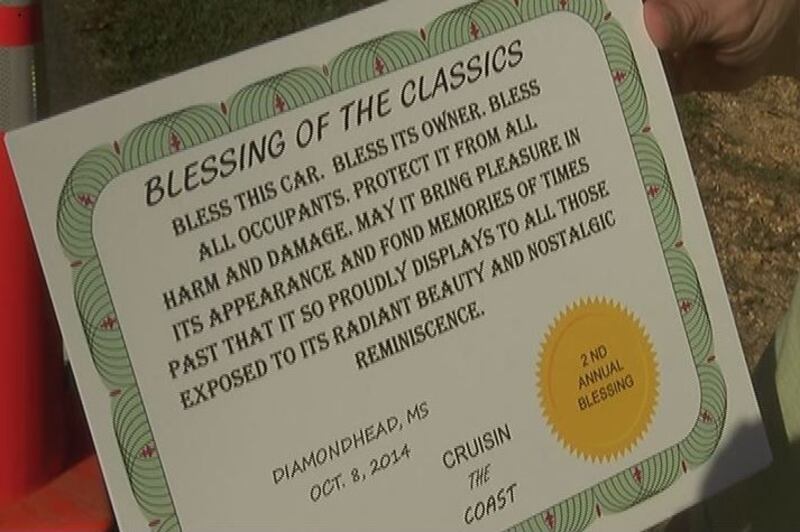 BLESSING OF THE CLASSICS
BLESS THIS CAR. BLESS ITS OWNER. BLESS
ALL OCCUPANTS. PROTECT IT FROM ALL
HARM AND DAMAGE. MAY IT BRING PLEASURE IN
ITS APPEARANCE AND FOND MEMORIES OF TIMES
PAST THAT IT SO PROUDLY DISPLAYS TO ALL THOSE
EXPOSED TO ITS RADIANT BEAUTY AND NOSTALGIC
REMINISCENCE.
DIAMONDHEAD, MS
OCT. 8, 2014
CRUISIN
THE
COAST
2 ND
ANNUAL
BLESSING